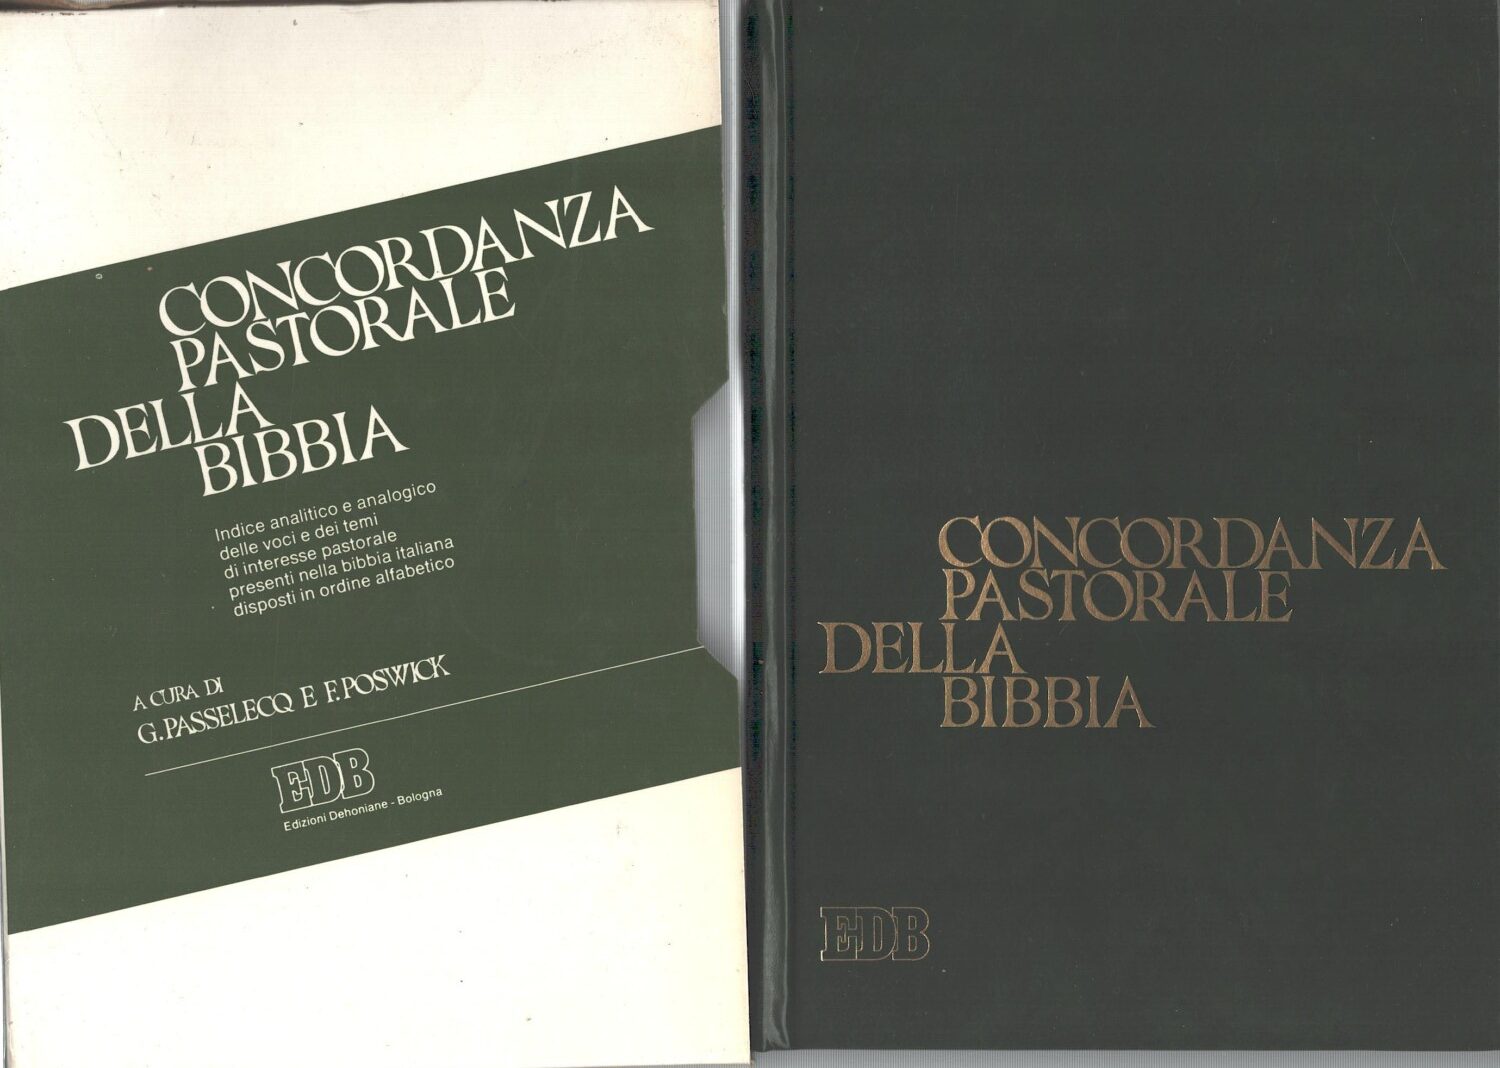 CONCORDANZA
PASTORALE
DELLA
BIBBIA
Indice analitico e analogico
delle voci e dei temi
di interesse pastorale
presenti nella bibbia italiana
disposti in ordine alfabetico
A CURA DI
G. PASSELECQ E F. POSWICK
EDB
Edizioni Dehoniane - Bologna
CONCORDANZA
PASTORALE
DELLA
BIBBIA
EDB